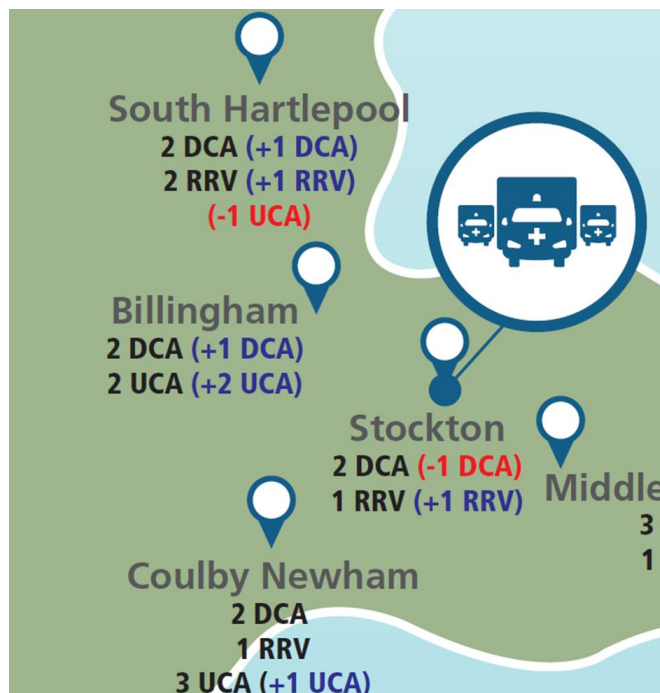 South Hartlepool
2 DCA (+1 DCA)
2 RRV (+1 RRV)
(-1 UCA)
Billingham
2 DCA (+1 DCA)
2 UCA (+2 UCA)
Stockton
2 DCA (-1 DCA)
1 RRV (+1 RRV)
Middle
3
1
Coulby Newham
2 DCA
1 RRV
3 UCA (+1 UCA)